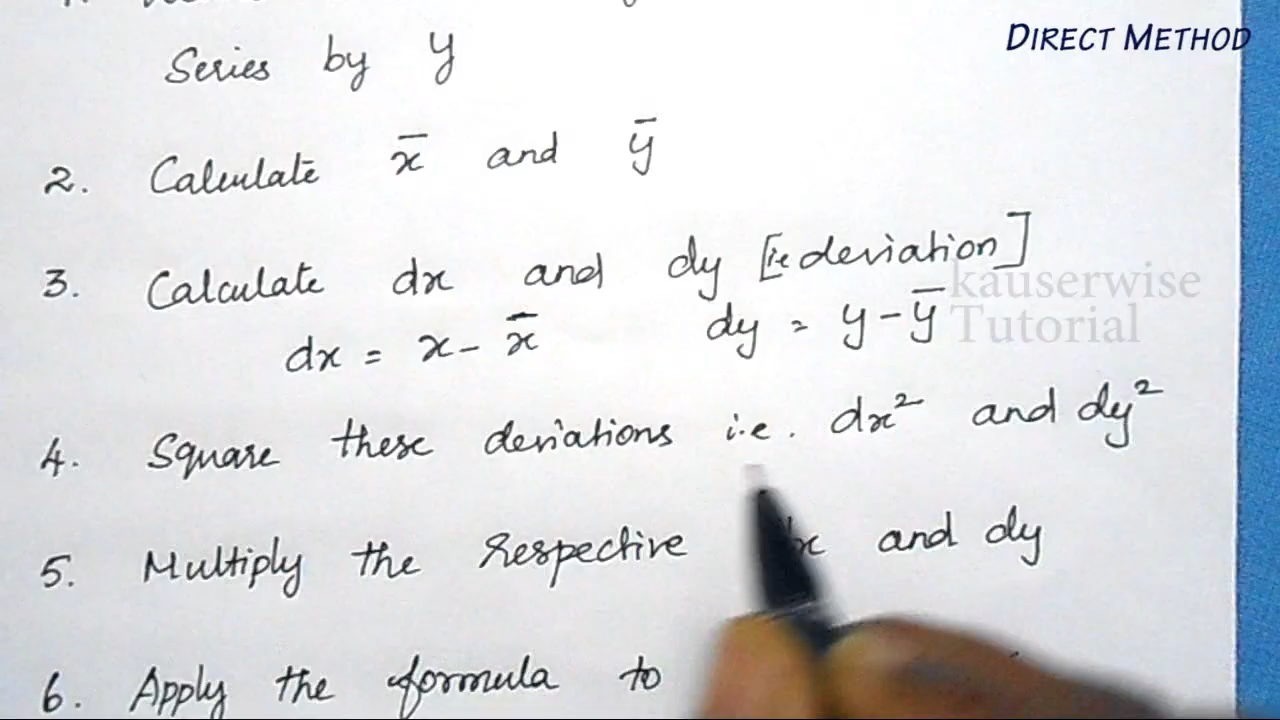 DIRECT METHOD
Series by y
2. Calculate x̄ and ȳ
3. Calculate dx and dy [i.e deviation]
dx = x - x̄ dy = y - ȳ
kauserwise
Tutorial
4. Square these deviations i.e. dx² and dy²
5. Multiply the respective and dy
6. Apply the formula to